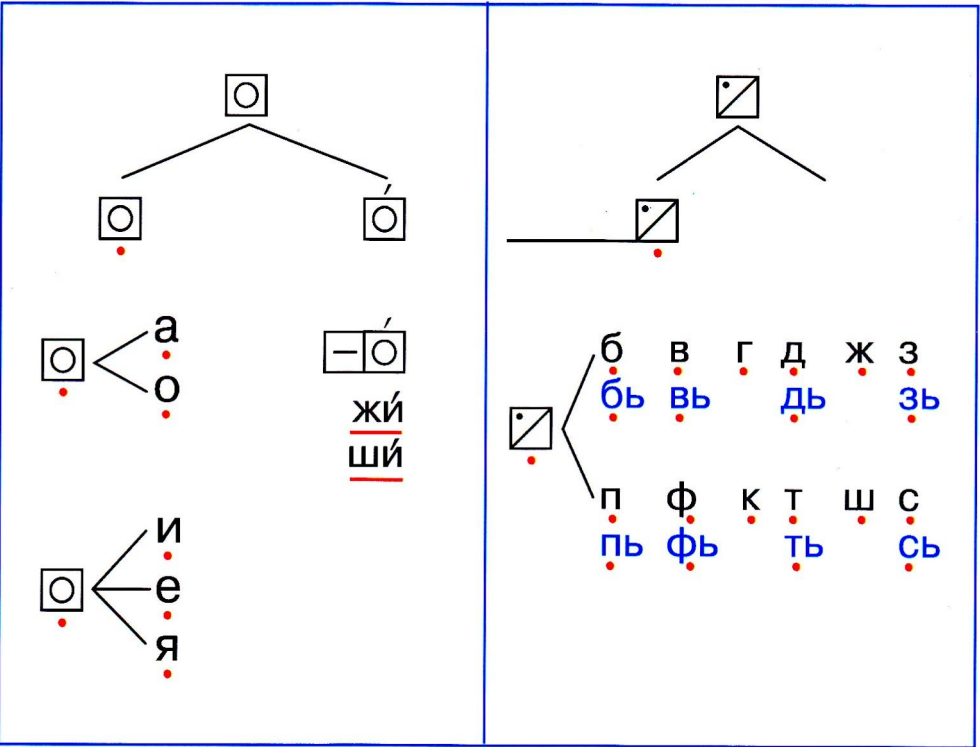 а
о
жи́
ши́
и
е
я
б в г д ж з
бь вь дь зь
п ф к т ш с
пь фь ть сь